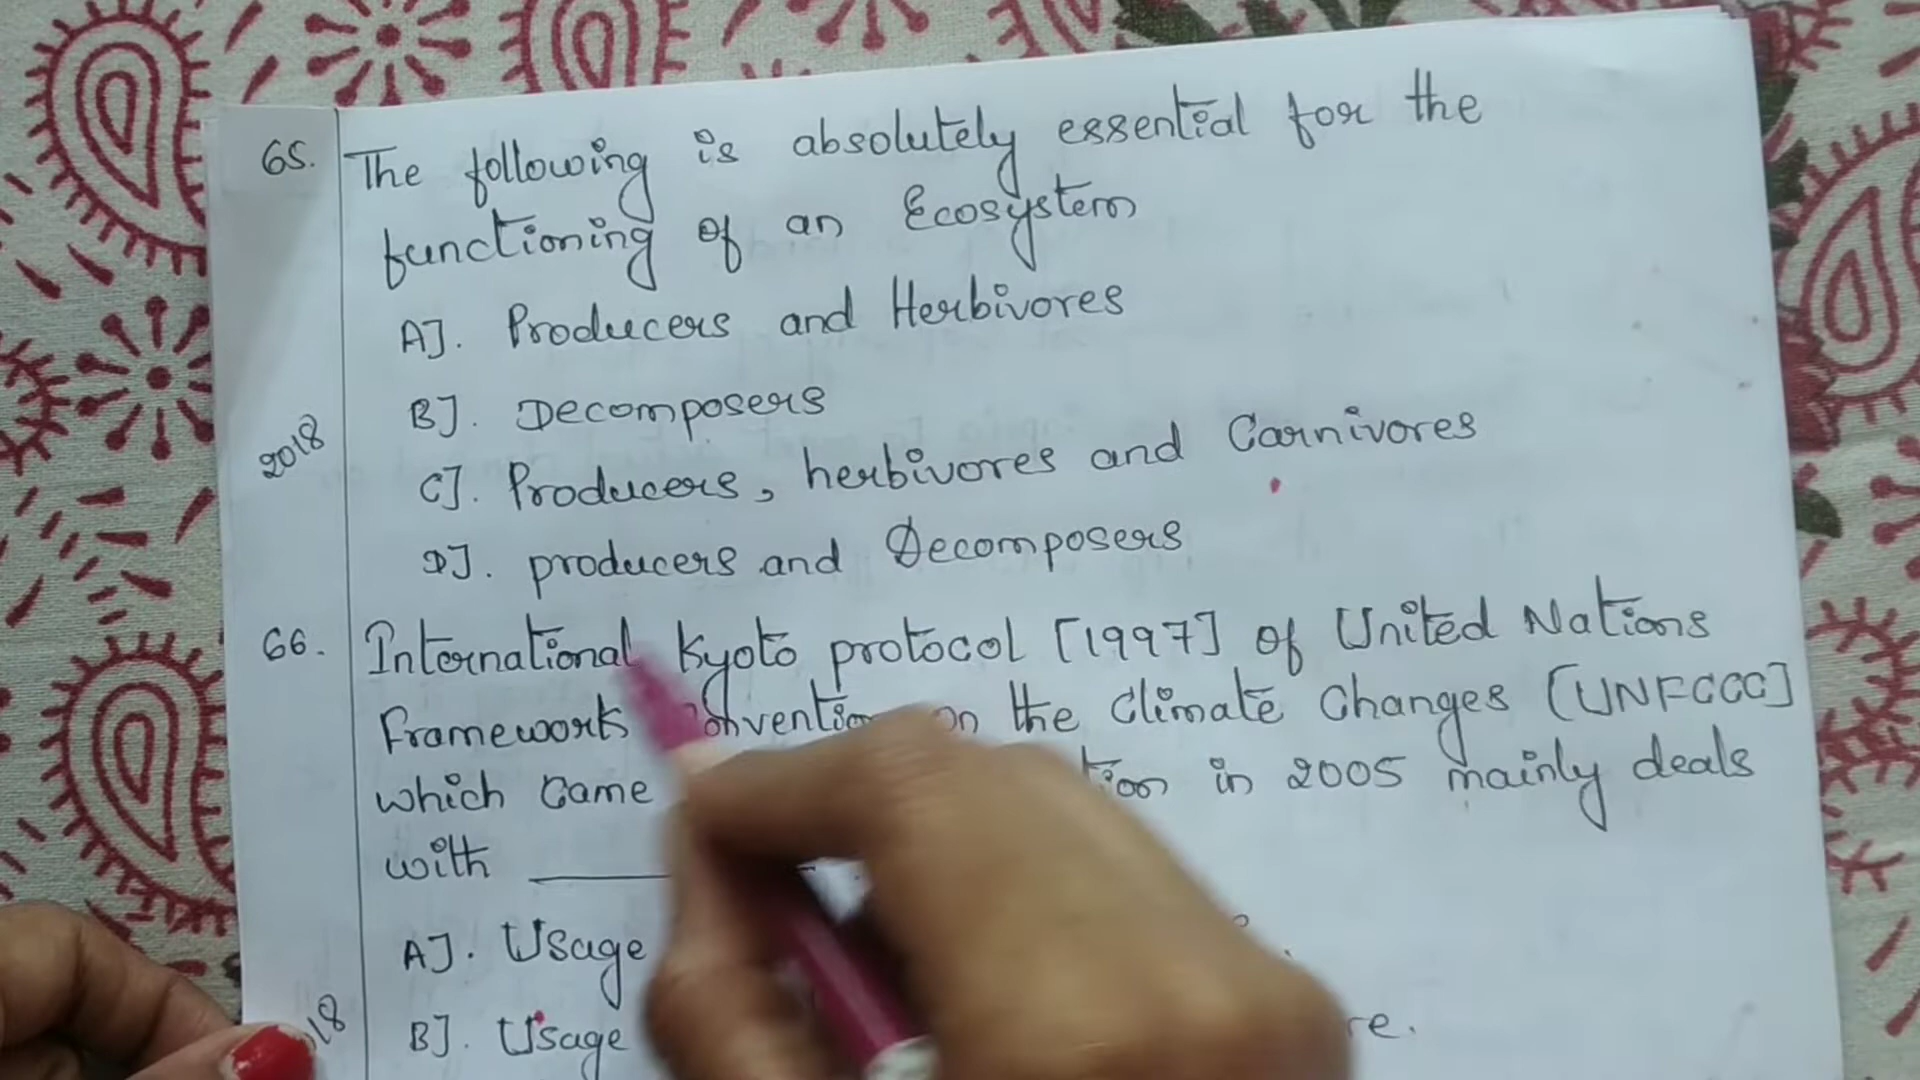 65. The following is absolutely essential for the
functioning of an Ecosystem
A]. Producers and Herbivores
B]. Decomposers
2018
C]. Producers, herbivores and Carnivores
D]. producers and Decomposers
66. International Kyoto protocol [1997] of United Nations
Framework on the Climate Changes (UNFCCC]
which came in 2005 mainly deals
with ______
A]. Usage
B]. Usage